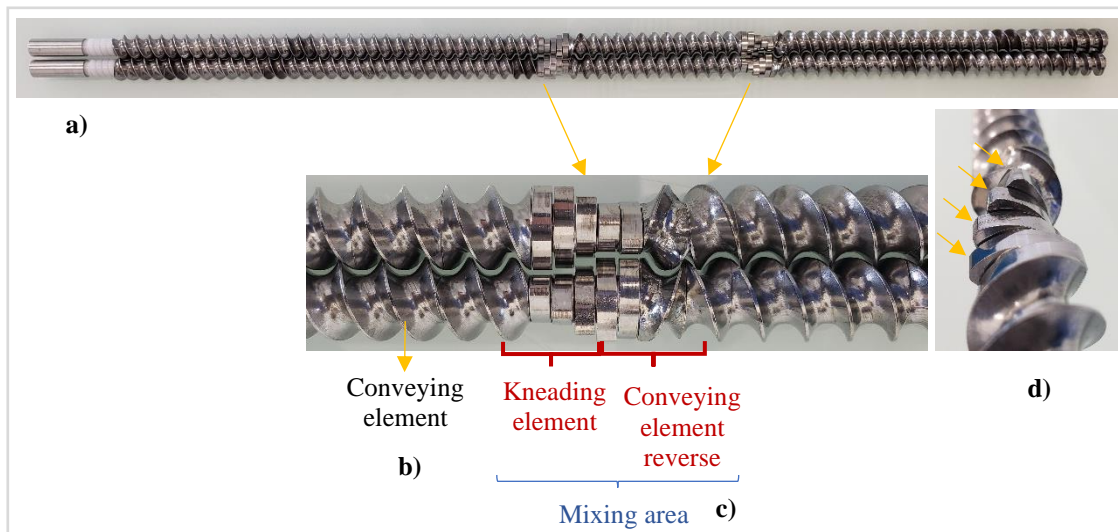 a)
Conveying
element
Kneading
element
Conveying
element
reverse
b)
c)
d)
Mixing area